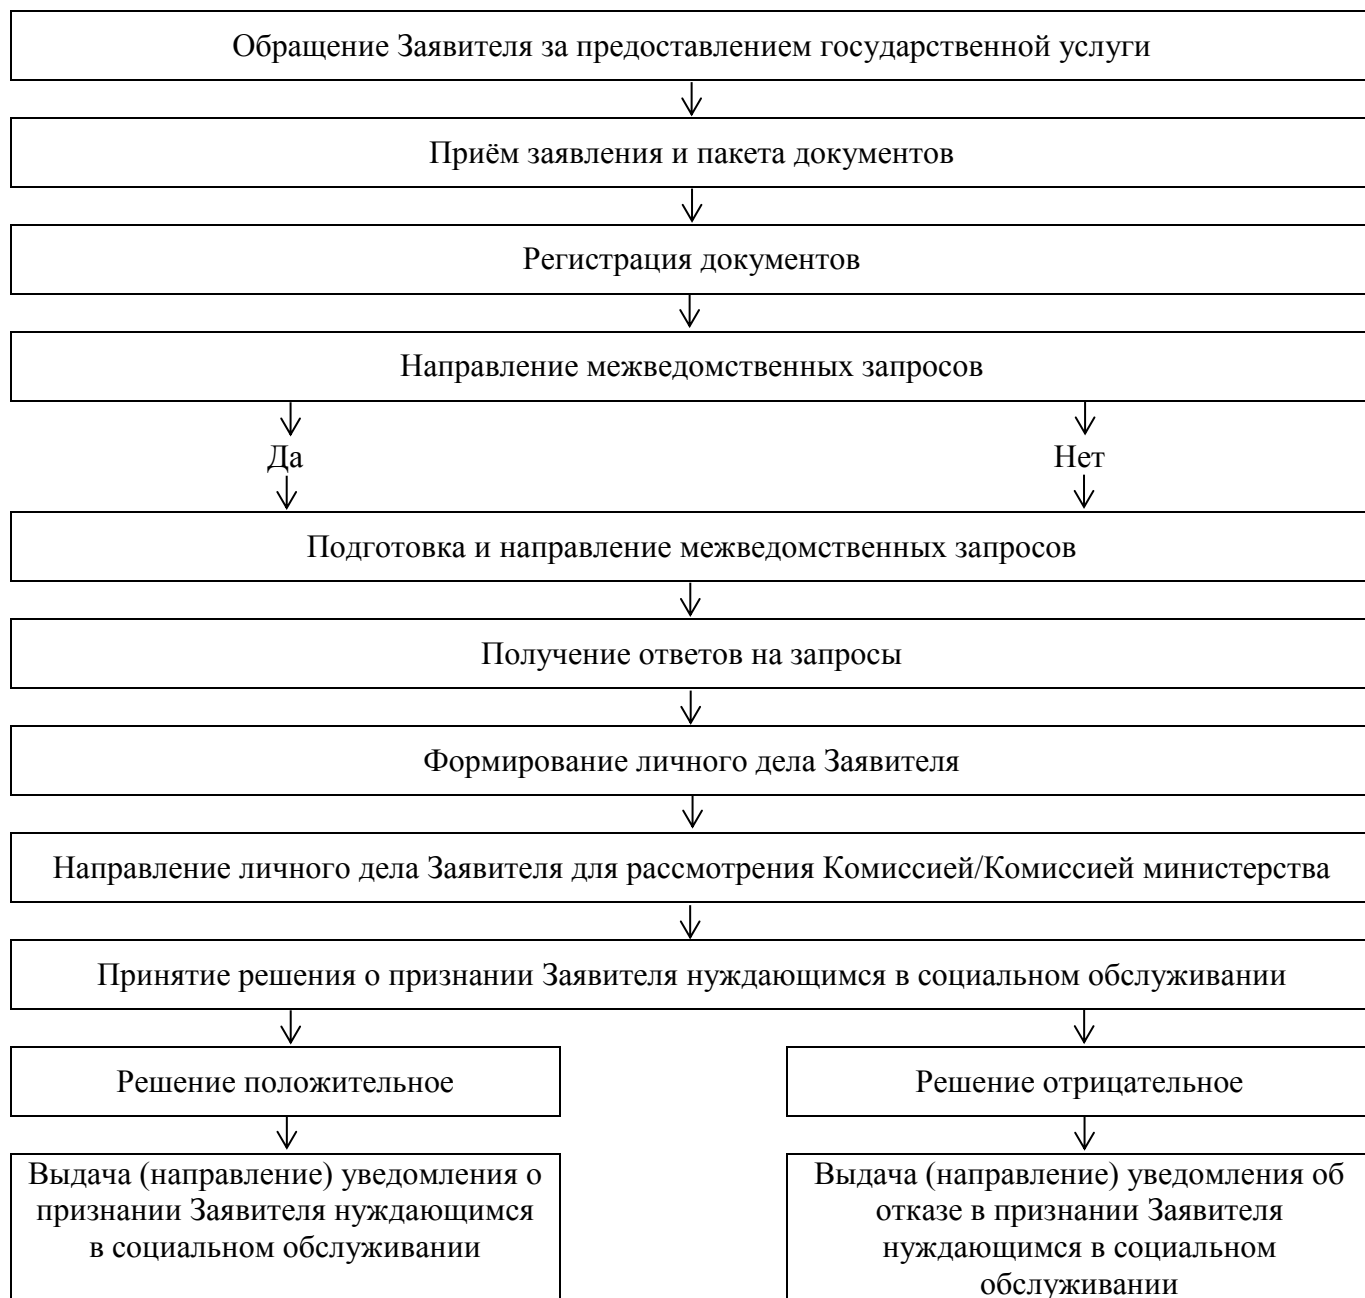 Обращение Заявителя за предоставлением государственной услуги
Приём заявления и пакета документов
Регистрация документов
Направление межведомственных запросов
Да
Нет
Подготовка и направление межведомственных запросов
Получение ответов на запросы
Формирование личного дела Заявителя
Направление личного дела Заявителя для рассмотрения Комиссией/Комиссией министерства
Принятие решения о признании Заявителя нуждающимся в социальном обслуживании
Решение положительное
Решение отрицательное
Выдача (направление) уведомления о
признании Заявителя нуждающимся
в социальном обслуживании
Выдача (направление) уведомления об
отказе в признании Заявителя
нуждающимся в социальном
обслуживании